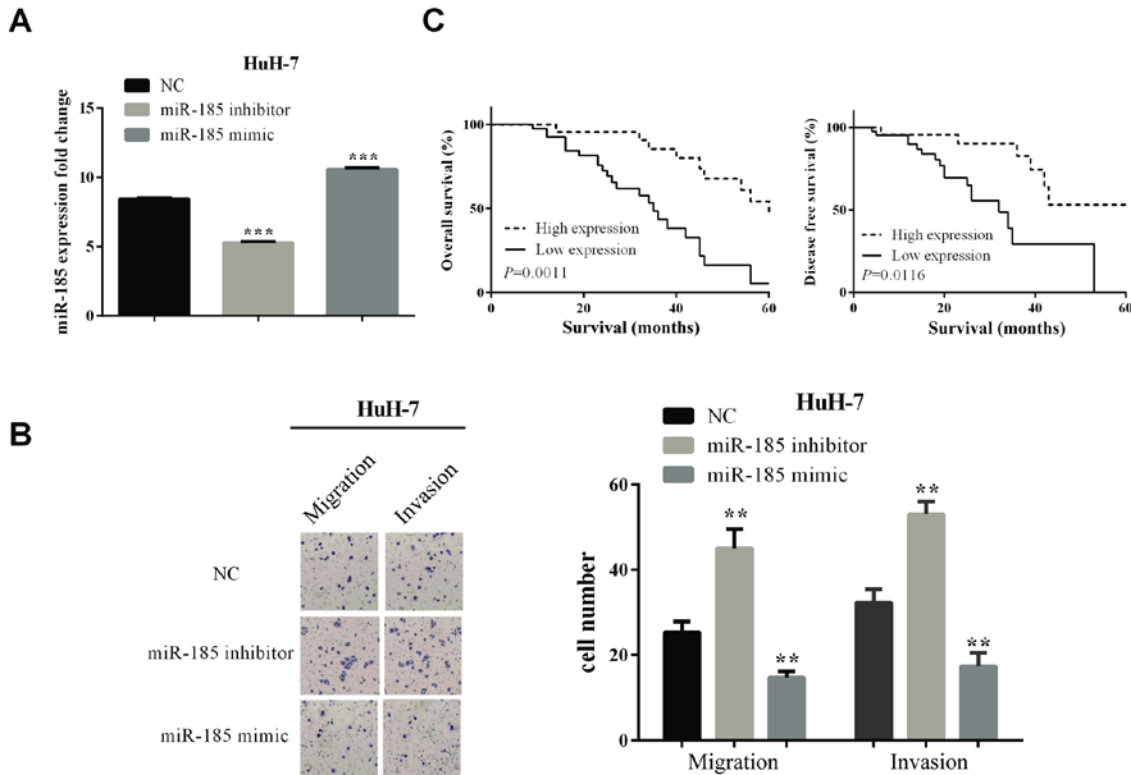 A
HuH-7
NC
miR-185 inhibitor
miR-185 mimic
miR-185 expression fold change
15
10
5
0
***
***
C
Overall survival (%)
100
50
0
High expression
Low expression
P=0.0011
0 20 40 60
Survival (months)
Disease free survival (%)
100
50
0
High expression
Low expression
P=0.0116
0 20 40 60
Survival (months)
B
HuH-7
Migration
Invasion
NC
miR-185 inhibitor
miR-185 mimic
HuH-7
NC
miR-185 inhibitor
miR-185 mimic
cell number
60
40
20
0
**
**
**
**
Migration Invasion